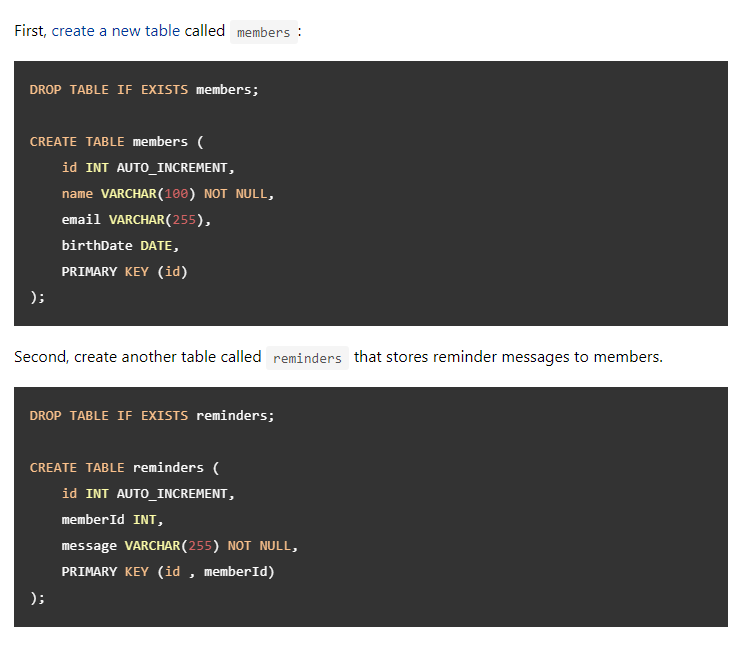 First, create a new table called members :
DROP TABLE IF EXISTS members;
CREATE TABLE members (
    id INT AUTO_INCREMENT,
    name VARCHAR(100) NOT NULL,
    email VARCHAR(255),
    birthDate DATE,
    PRIMARY KEY (id)
);
Second, create another table called reminders that stores reminder messages to members.
DROP TABLE IF EXISTS reminders;
CREATE TABLE reminders (
    id INT AUTO_INCREMENT,
    memberId INT,
    message VARCHAR(255) NOT NULL,
    PRIMARY KEY (id , memberId)
);